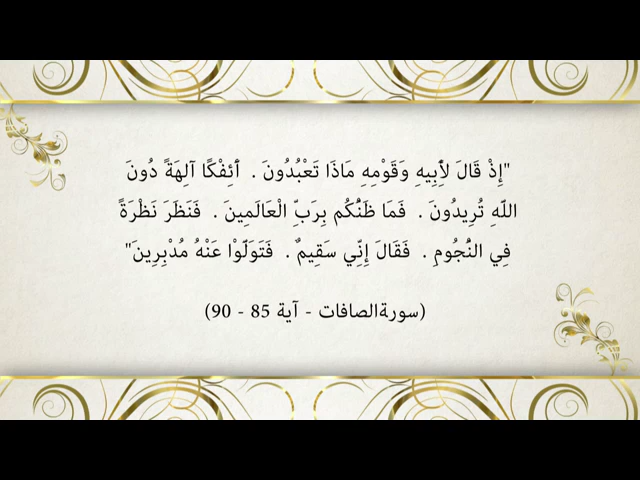 "إِذْ قَالَ لِأَبِيهِ وَقَوْمِهِ مَاذَا تَعْبُدُونَ . أَئِفْكًا آلِهَةً دُونَ
اللَّهِ تُرِيدُونَ . فَمَا ظَنُّكُم بِرَبِّ الْعَالَمِينَ . فَنَظَرَ نَظْرَةً
فِي النُّجُومِ . فَقَالَ إِنِّي سَقِيمٌ . فَتَوَلَّوْا عَنْهُ مُدْبِرِينَ"
(سورةالصافات - آية 85 - 90)